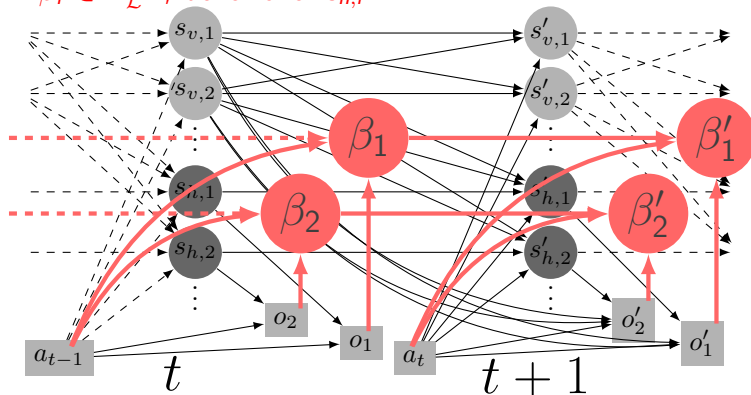 s_{v,1} s'_{v,1}
s_{v,2} s'_{v,2}
β_1 β'_1
s_{h,1} s'_{h,1}
β_2 β'_2
s_{h,2} s'_{h,2}
o_2 o'_2
o_1 o'_1
a_{t−1} a_t
t t + 1